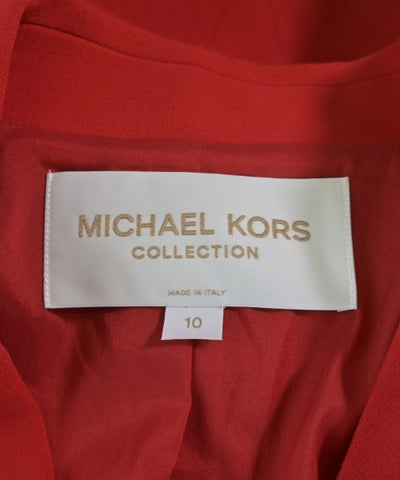 MICHAEL KORS
COLLECTION
MADE IN ITALY
10